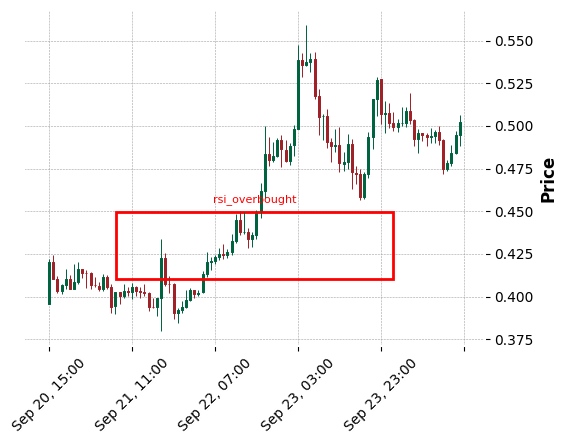 0.550
0.525
0.500
0.475
0.450
0.425
0.400
0.375
Price
rsi_overbought
Sep 20, 15:00
Sep 21, 11:00
Sep 22, 07:00
Sep 23, 03:00
Sep 23, 23:00